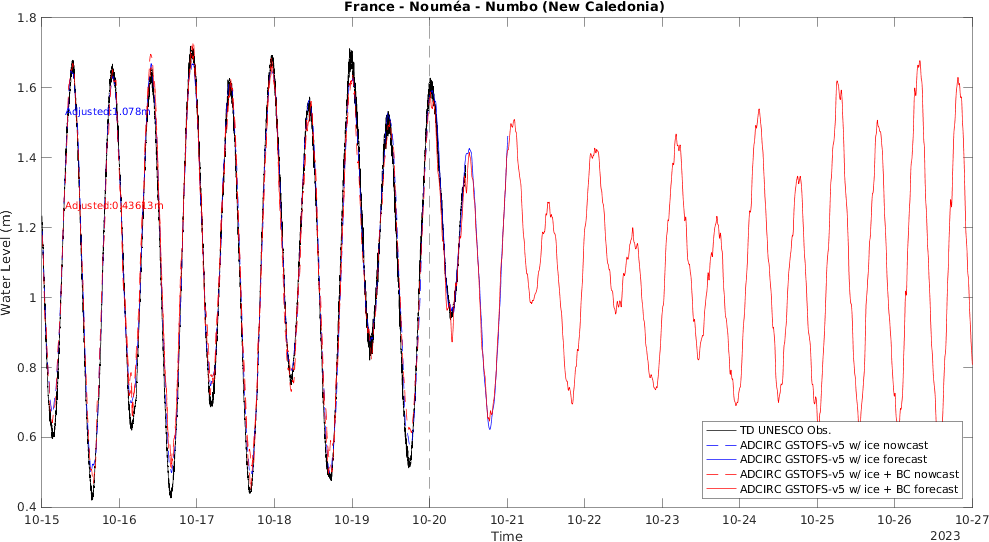 France - Nouméa - Numbo (New Caledonia)
1.8
1.6
1.4
1.2
1
0.8
0.6
0.4
Water Level (m)
Adjusted:1.078m
Adjusted:0.43613m
TD UNESCO Obs.
ADCIRC GSTOFS-v5 w/ ice nowcast
ADCIRC GSTOFS-v5 w/ ice forecast
ADCIRC GSTOFS-v5 w/ ice + BC nowcast
ADCIRC GSTOFS-v5 w/ ice + BC forecast
10-15 10-16 10-17 10-18 10-19 10-20 10-21 10-22 10-23 10-24 10-25 10-26 10-27
Time
2023